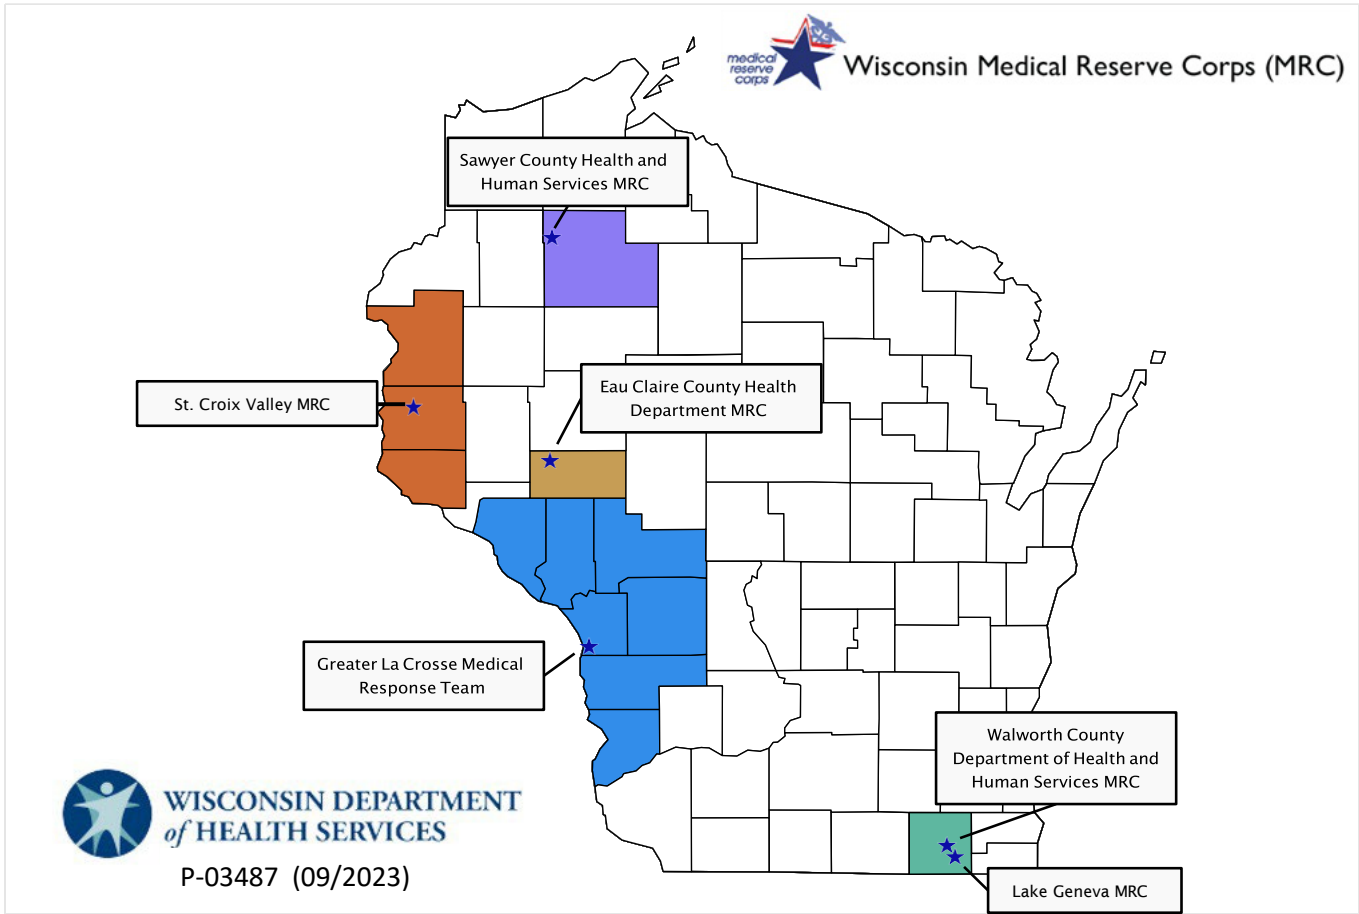 medical
reserve
corps
Wisconsin Medical Reserve Corps (MRC)
Sawyer County Health and
Human Services MRC
St. Croix Valley MRC
Eau Claire County Health
Department MRC
Greater La Crosse Medical
Response Team
Walworth County
Department of Health and
Human Services MRC
Lake Geneva MRC
WISCONSIN DEPARTMENT
of HEALTH SERVICES
P-03487 (09/2023)